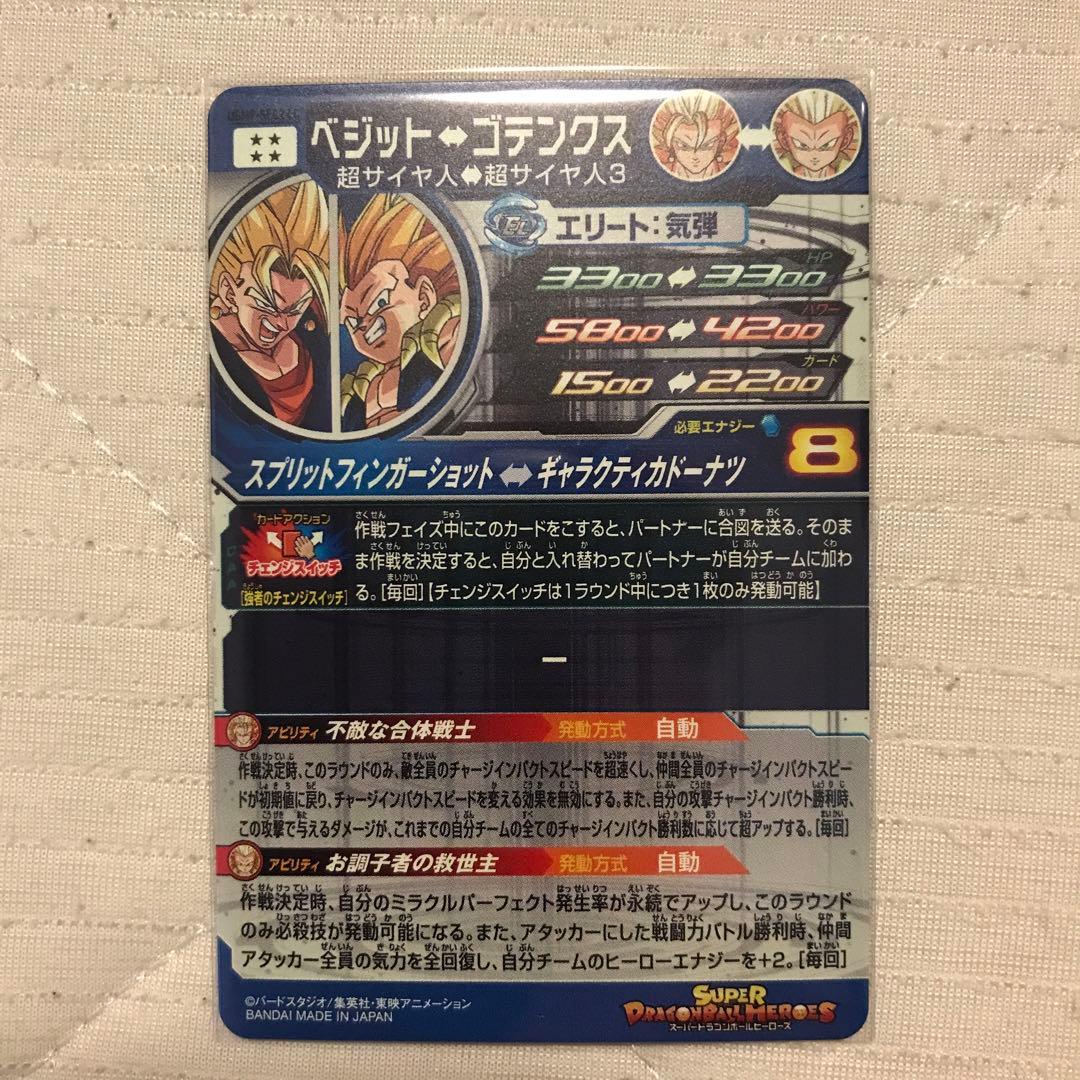 ★★
★★
ベジット⇔ゴテンクス
超サイヤ人⇔超サイヤ人3
エリート:気弾
HP
3300⇔3300
パワー
5800⇔4200
ガード
1500⇔2200
必要エナジー
8
スプリットフィンガーショット⇔ギャラクティカドーナツ
カードアクション
チェンジスイッチ
[強者のチェンジスイッチ]
作戦フェイズ中にこのカードをこすると、パートナーに合図を送る。そのま
ま作戦を決定すると、自分と入れ替わってパートナーが自分チームに加わ
る。[毎回]【チェンジスイッチは1ラウンド中につき1枚のみ発動可能】
ー
アビリティ 不敵な合体戦士 発動方式 自動
作戦決定時、このラウンドのみ、敵全員のチャージインパクトスピードを超速くし、仲間全員のチャージインパクトスピー
ドが初期値に戻り、チャージインパクトスピードを変える効果を無効にする。また、自分の攻撃チャージインパクト勝利時、
この攻撃で与えるダメージが、これまでの自分チームの全てのチャージインパクト勝利数に応じて超アップする。[毎回]
アビリティ お調子者の救世主 発動方式 自動
作戦決定時、自分のミラクルパーフェクト発生率が永続でアップし、このラウンド
のみ必殺技が発動可能になる。また、アタッカーにした戦闘力バトル勝利時、仲間
アタッカー全員の気力を全回復し、自分チームのヒーローエナジーを+2。[毎回]
©バードスタジオ/集英社・東映アニメーション
BANDAI MADE IN JAPAN
SUPER
DRAGONBALL HEROES
スーパードラゴンボールヒーローズ